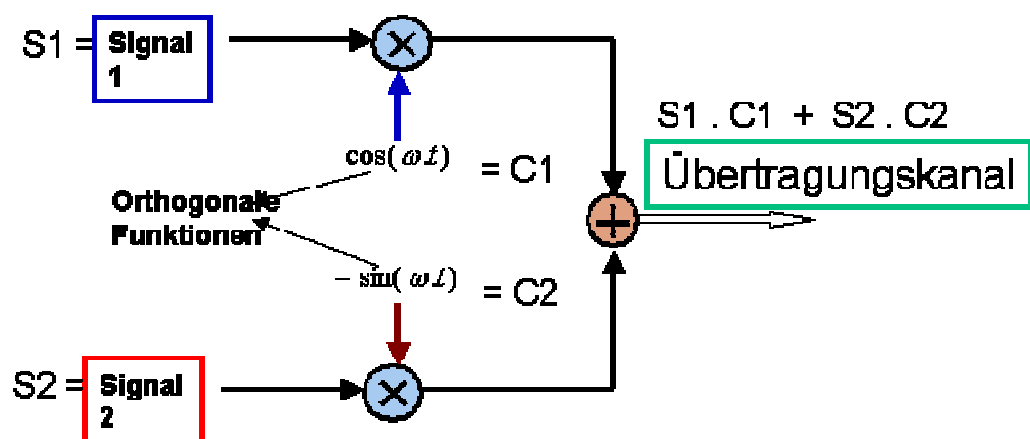 S1 = Signal 1
S1 . C1 + S2 . C2
Übertragungskanal
cos(ωt) = C1
Orthogonale
Funktionen
− sin(ωt) = C2
S2 = Signal 2